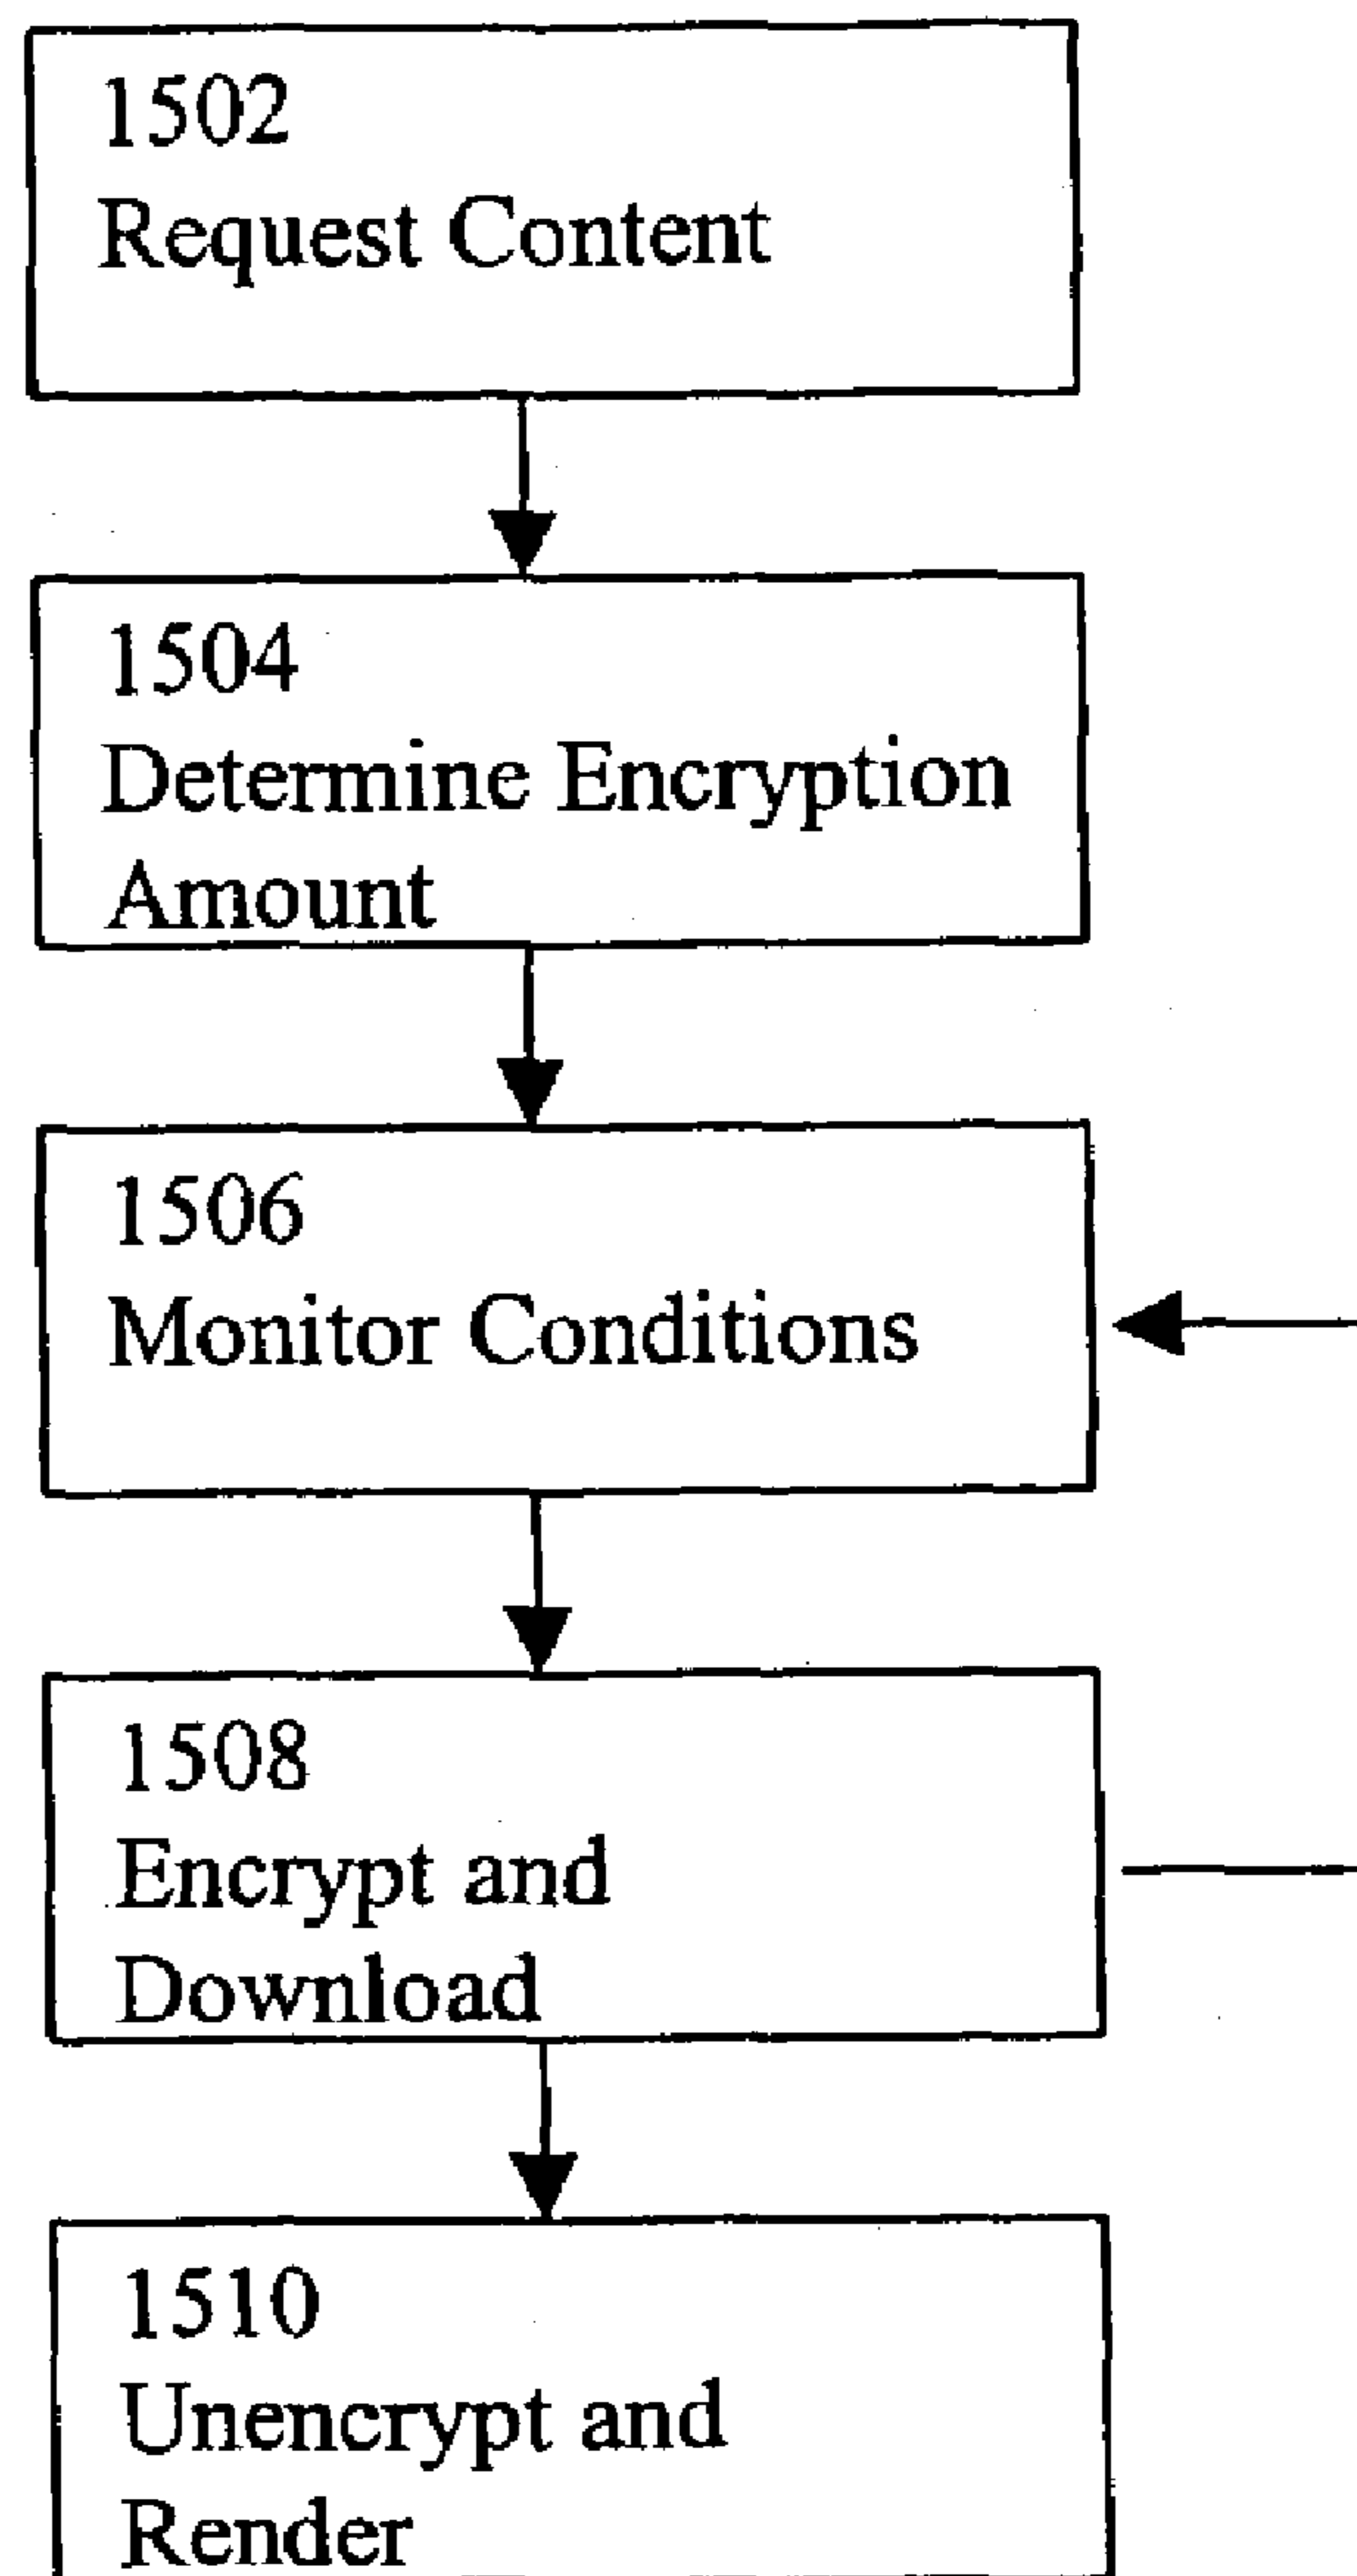 1502
Request Content
1504
Determine Encryption
Amount
1506
Monitor Conditions
1508
Encrypt and
Download
1510
Unencrypt and
Render